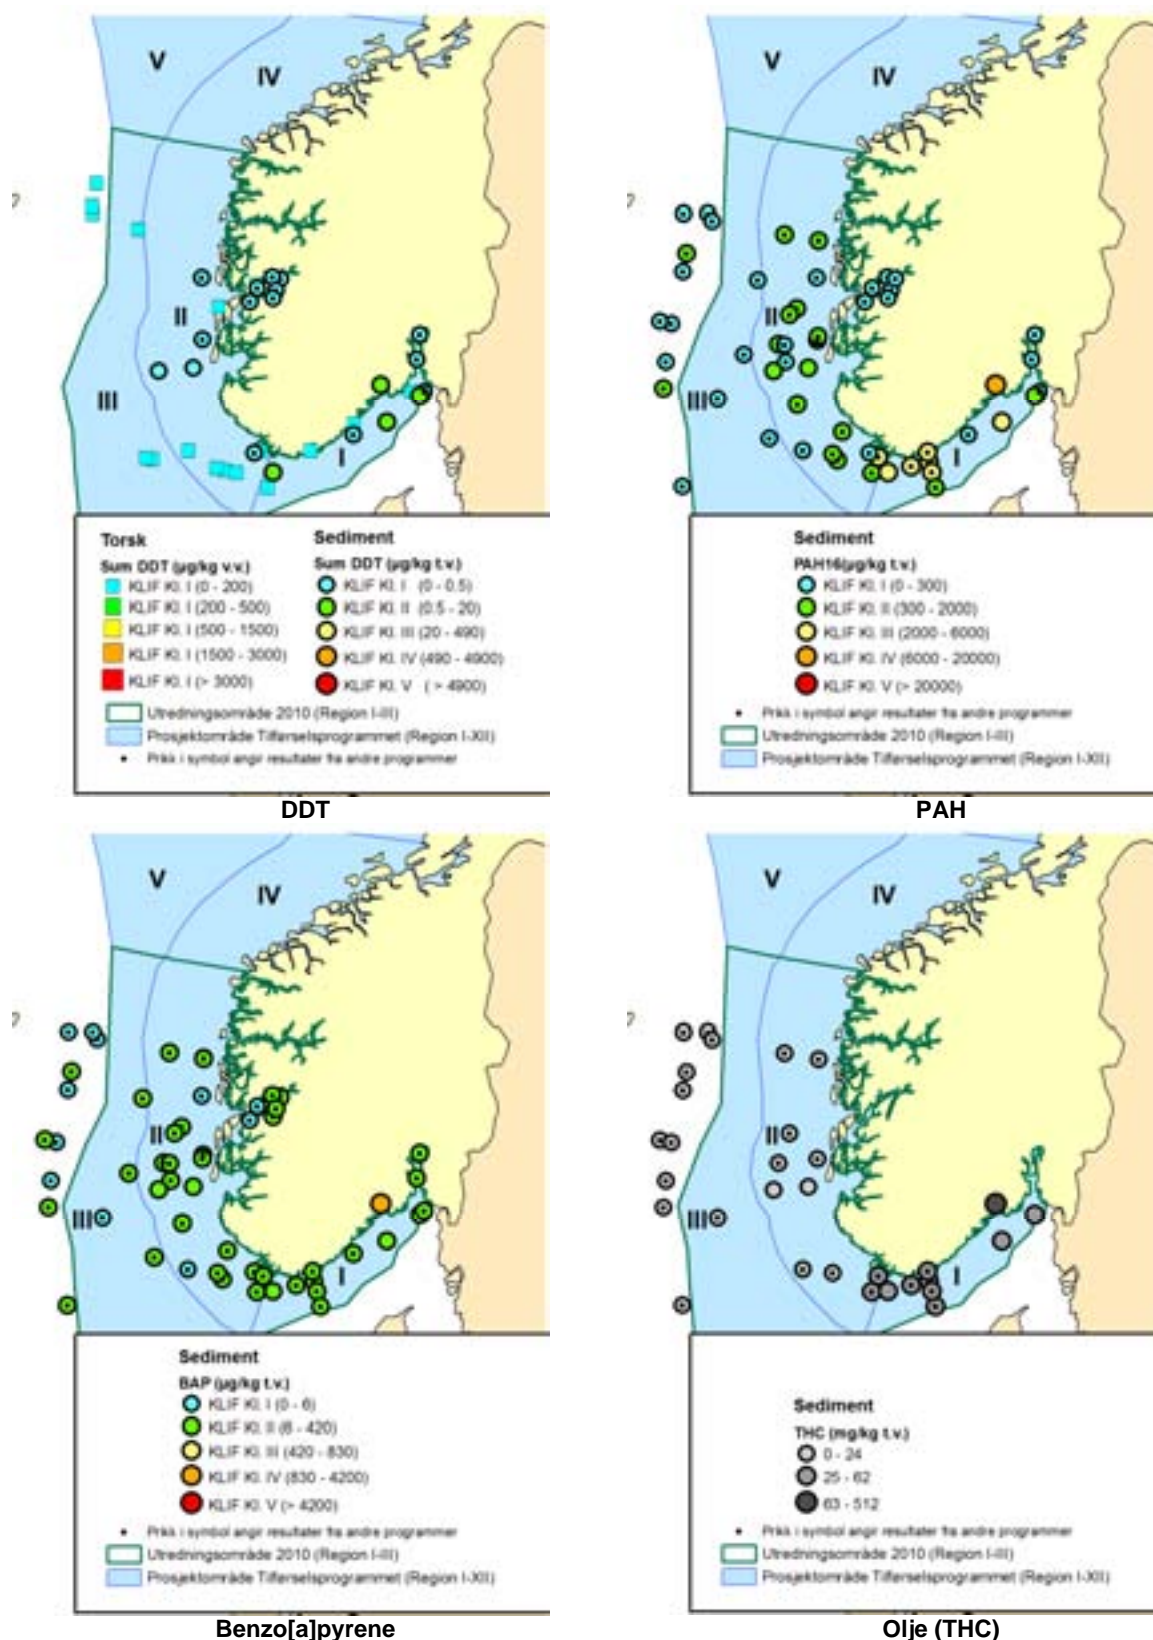 V
IV
II
III
I
Torsk
Sum DDT (µg/kg v.v.)
KLIF Kl. I (0 - 200)
KLIF Kl. I (200 - 500)
KLIF Kl. I (500 - 1500)
KLIF Kl. I (1500 - 3000)
KLIF Kl. I (> 3000)
Sediment
Sum DDT (µg/kg t.v.)
KLIF Kl. I (0 - 0.5)
KLIF Kl. II (0.5 - 20)
KLIF Kl. III (20 - 490)
KLIF Kl. IV (490 - 4900)
KLIF Kl. V ( > 4900)
Utredningsområde 2010 (Region I-III)
Prosjektområde Tilførselsprogrammet (Region I-XII)
Prikk i symbol angir resultater fra andre programmer
DDT
V
IV
II
III
I
Sediment
PAH16(µg/kg t.v.)
KLIF Kl. I (0 - 300)
KLIF Kl. II (300 - 2000)
KLIF Kl. III (2000 - 6000)
KLIF Kl. IV (6000 - 20000)
KLIF Kl. V (> 20000)
Prikk i symbol angir resultater fra andre programmer
Utredningsområde 2010 (Region I-III)
Prosjektområde Tilførselsprogrammet (Region I-XII)
PAH
V
IV
II
III
I
Sediment
BAP (µg/kg t.v.)
KLIF Kl. I (0 - 6)
KLIF Kl. II (6 - 420)
KLIF Kl. III (420 - 830)
KLIF Kl. IV (830 - 4200)
KLIF Kl. V (> 4200)
Prikk i symbol angir resultater fra andre programmer
Utredningsområde 2010 (Region I-III)
Prosjektområde Tilførselsprogrammet (Region I-XII)
Benzo[a]pyrene
V
IV
II
III
I
Sediment
THC (mg/kg t.v.)
0 - 24
25 - 62
63 - 512
Prikk i symbol angir resultater fra andre programmer
Utredningsområde 2010 (Region I-III)
Prosjektområde Tilførselsprogrammet (Region I-XII)
Olje (THC)